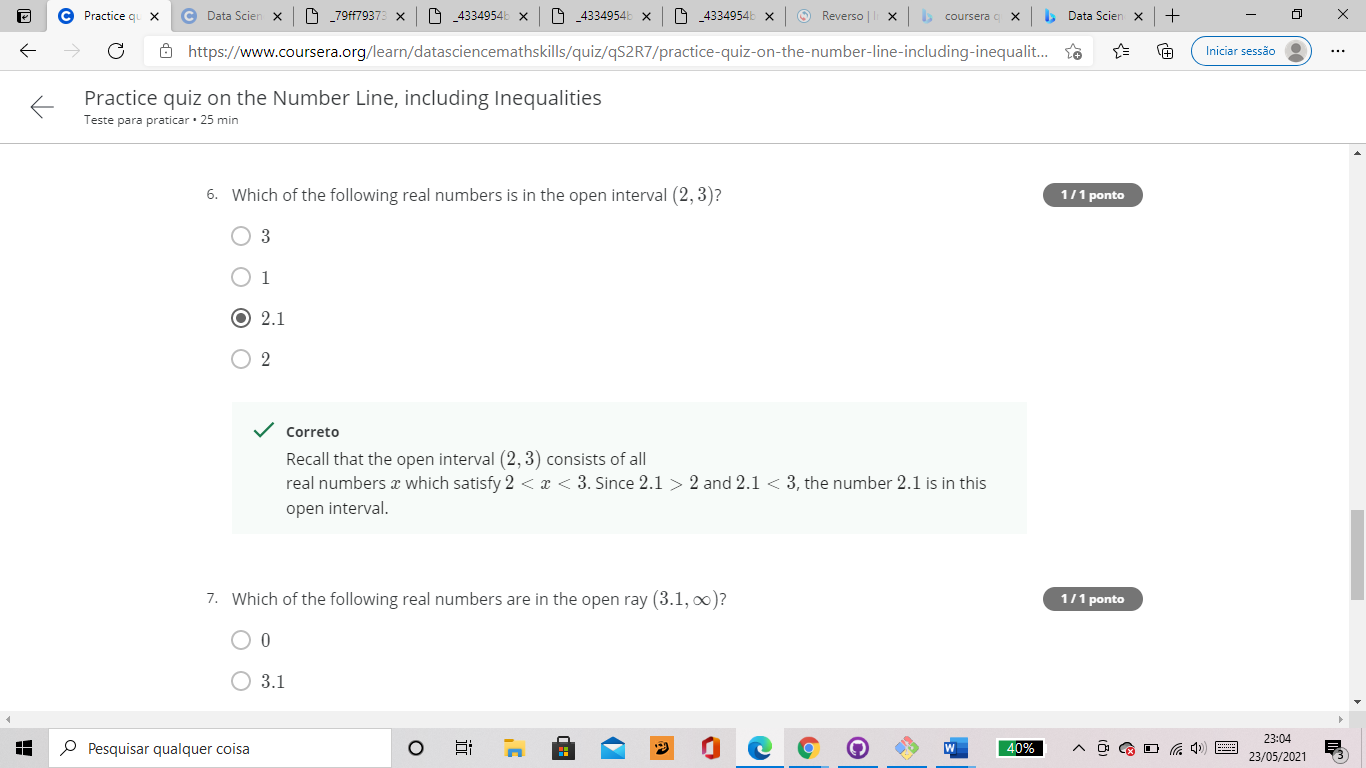 Practice qu
Data Scien
_79ff79373
_4334954b
_4334954b
_4334954b
Reverso |
coursera q
Data Scien
https://www.coursera.org/learn/datasciencemathskills/quiz/qS2R7/practice-quiz-on-the-number-line-including-inequalit...
Iniciar sessão
Practice quiz on the Number Line, including Inequalities
Teste para praticar • 25 min
6. Which of the following real numbers is in the open interval (2, 3)?
1 / 1 ponto
3
1
2.1
2
Correto
Recall that the open interval (2, 3) consists of all
real numbers x which satisfy 2 < x < 3. Since 2.1 > 2 and 2.1 < 3, the number 2.1 is in this
open interval.
7. Which of the following real numbers are in the open ray (3.1, ∞)?
1 / 1 ponto
0
3.1
Pesquisar qualquer coisa
40%
23:04
23/05/2021
3